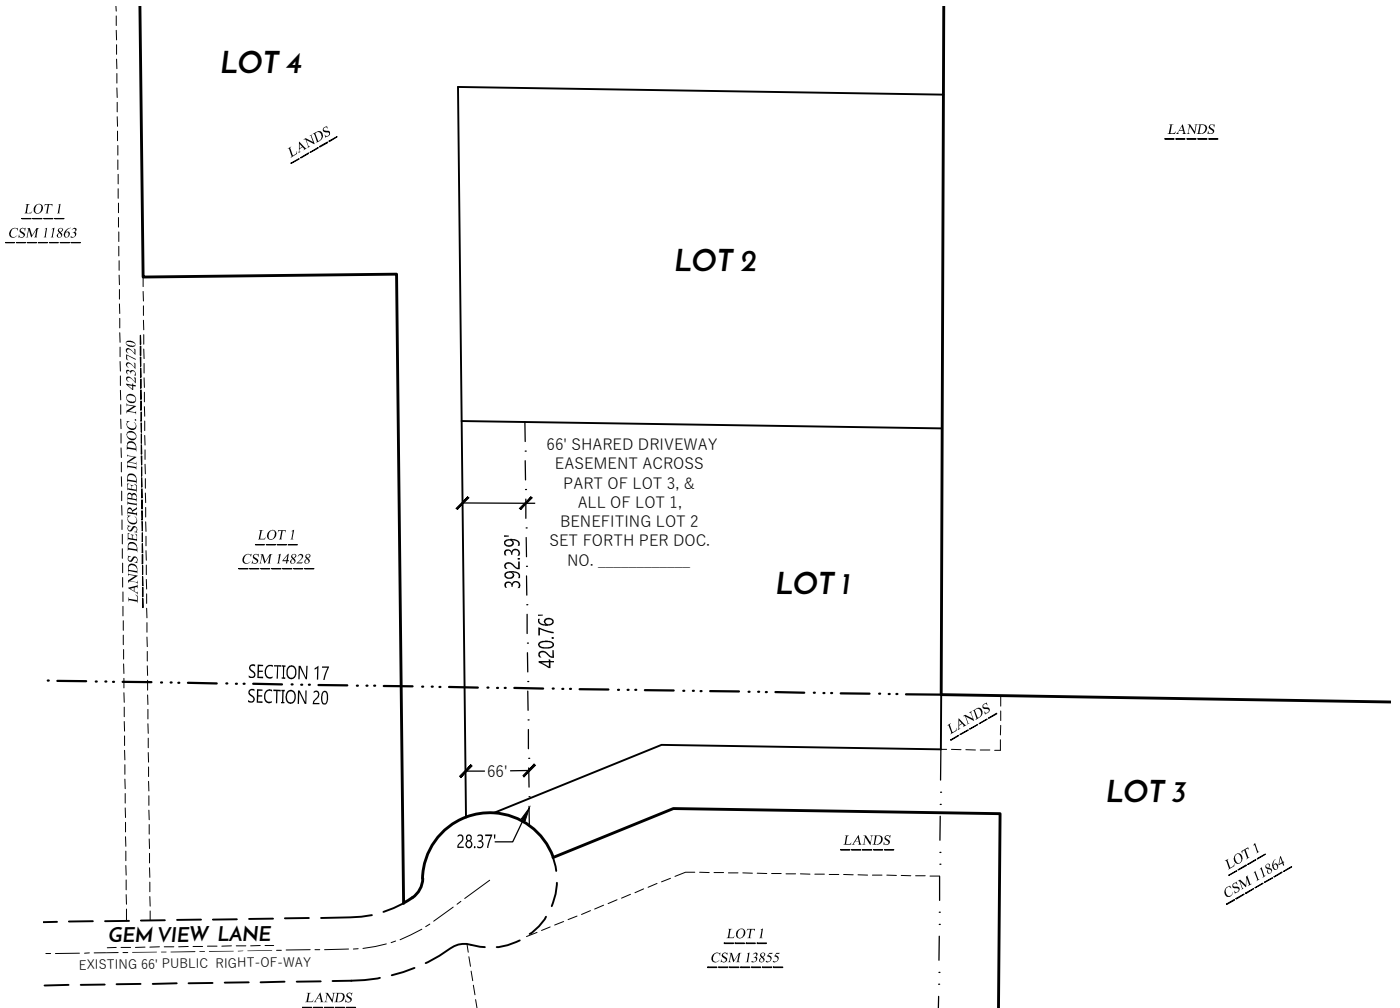 LOT 4
LANDS
LANDS
LOT 1
CSM 11863
LOT 2
LANDS DESCRIBED IN DOC. NO 4232720
66' SHARED DRIVEWAY
EASEMENT ACROSS
PART OF LOT 3, &
ALL OF LOT 1,
BENEFITING LOT 2
SET FORTH PER DOC.
NO. ___________
392.39'
420.76'
LOT 1
CSM 14828
LOT 1
SECTION 17
SECTION 20
LANDS
66'
LOT 3
28.37'
LANDS
LOT 1
CSM 11864
GEM VIEW LANE
EXISTING 66' PUBLIC RIGHT-OF-WAY
LOT 1
CSM 13855
LANDS